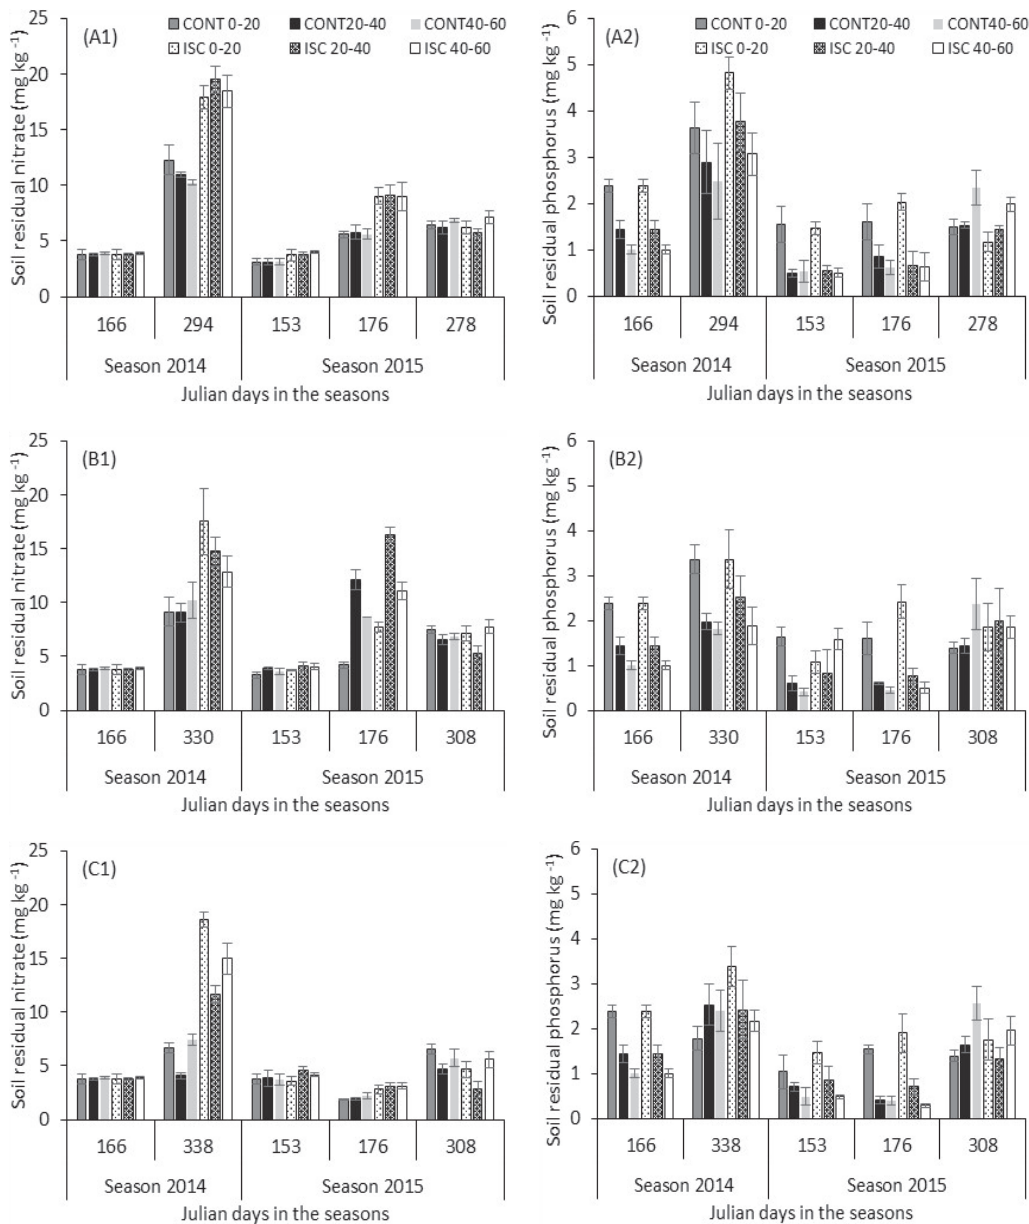 Soil residual nitrate (mg kg -1)
25
20
15
10
5
0
CONT 0-20 CONT20-40 CONT40-60
ISC 0-20 ISC 20-40 ISC 40-60
(A1)
166 294 153 176 278
Season 2014 Season 2015
Julian days in the seasons
Soil residual phosphorus (mg kg -1)
6
5
4
3
2
1
0
CONT 0-20 CONT20-40 CONT40-60
ISC 0-20 ISC 20-40 ISC 40-60
(A2)
166 294 153 176 278
Season 2014 Season 2015
Julian days in the seasons
Soil residual nitrate (mg kg -1)
25
20
15
10
5
0
(B1)
166 330 153 176 308
Season 2014 Season 2015
Julian days in the seasons
Soil residual phosphorus (mg kg -1)
6
5
4
3
2
1
0
(B2)
166 330 153 176 308
Season 2014 Season 2015
Julian days in the seasons
Soil residual nitrate (mg kg -1)
25
20
15
10
5
0
(C1)
166 338 153 176 308
Season 2014 Season 2015
Julian days in the seasons
Soil residual phosphorus (mg kg -1)
6
5
4
3
2
1
0
(C2)
166 338 153 176 308
Season 2014 Season 2015
Julian days in the seasons